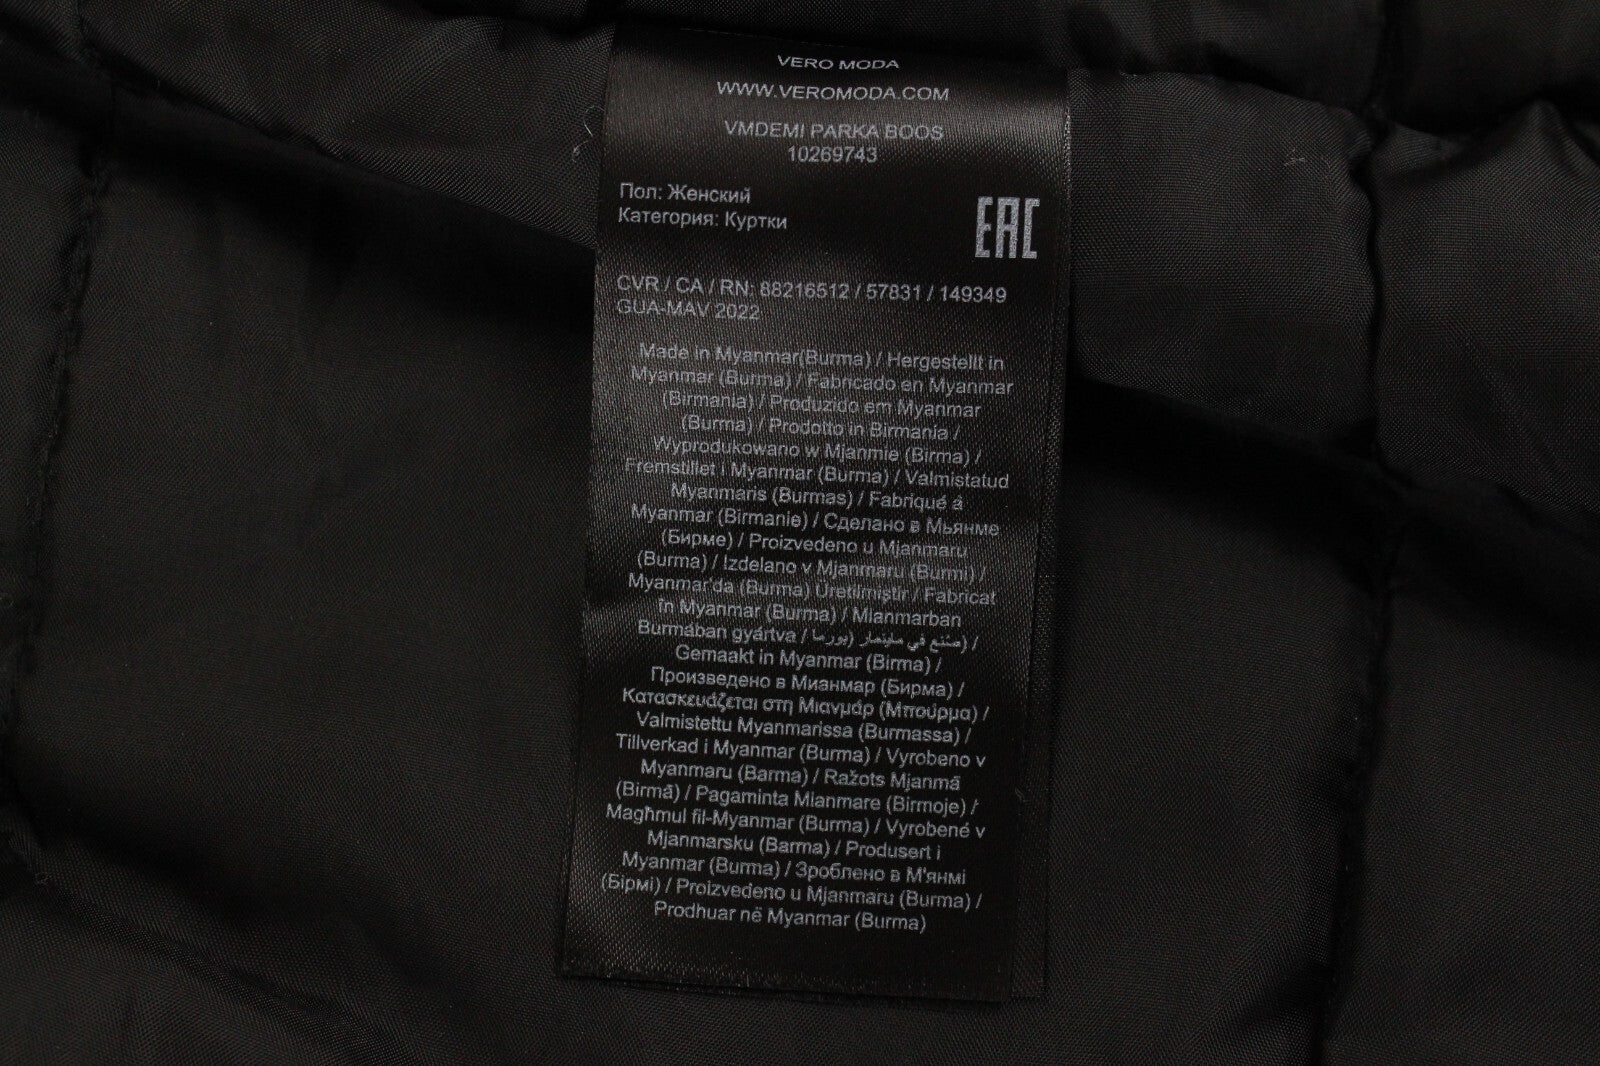 VERO MODA
WWW.VEROMODA.COM
VMDEMI PARKA BOOS
10269743
Пол: Женский
Категория: Куртки
EAC
CVR / CA / RN: 88216512 / 57831 / 149349
GUA-MAV 2022
Made in Myanmar(Burma) / Hergestellt in
Myanmar (Burma) / Fabricado en Myanmar
(Birmania) / Produzido em Myanmar
(Burma) / Prodotto in Birmania /
Wyprodukowano w Mjanmie (Birma) /
Fremstillet i Myanmar (Burma) / Valmistatud
Myanmaris (Burmas) / Fabriqué à
Myanmar (Birmanie) / Сделано в Мьянме
(Бирме) / Proizvedeno u Mjanmaru
(Burma) / Izdelano v Mjanmaru (Burmi) /
Myanmar'da (Burma) Üretilmiştir / Fabricat
în Myanmar (Burma) / Mianmarban
Burmában gyártva / صُنع في ماينمار (بورما) /
Gemaakt in Myanmar (Birma) /
Произведено в Мианмар (Бирма) /
Κατασκευάζεται στη Μιανμάρ (Μπούρμα) /
Valmistettu Myanmarissa (Burmassa) /
Tillverkad i Myanmar (Burma) / Vyrobeno v
Myanmaru (Barma) / Ražots Mjanmā
(Birmā) / Pagaminta Mianmare (Birmoje) /
Magħmul fil-Myanmar (Burma) / Vyrobené v
Mjanmarsku (Barma) / Produsert i
Myanmar (Burma) / Зроблено в М'янмі
(Бірмі) / Proizvedeno u Mjanmaru (Burma) /
Prodhuar në Myanmar (Burma)